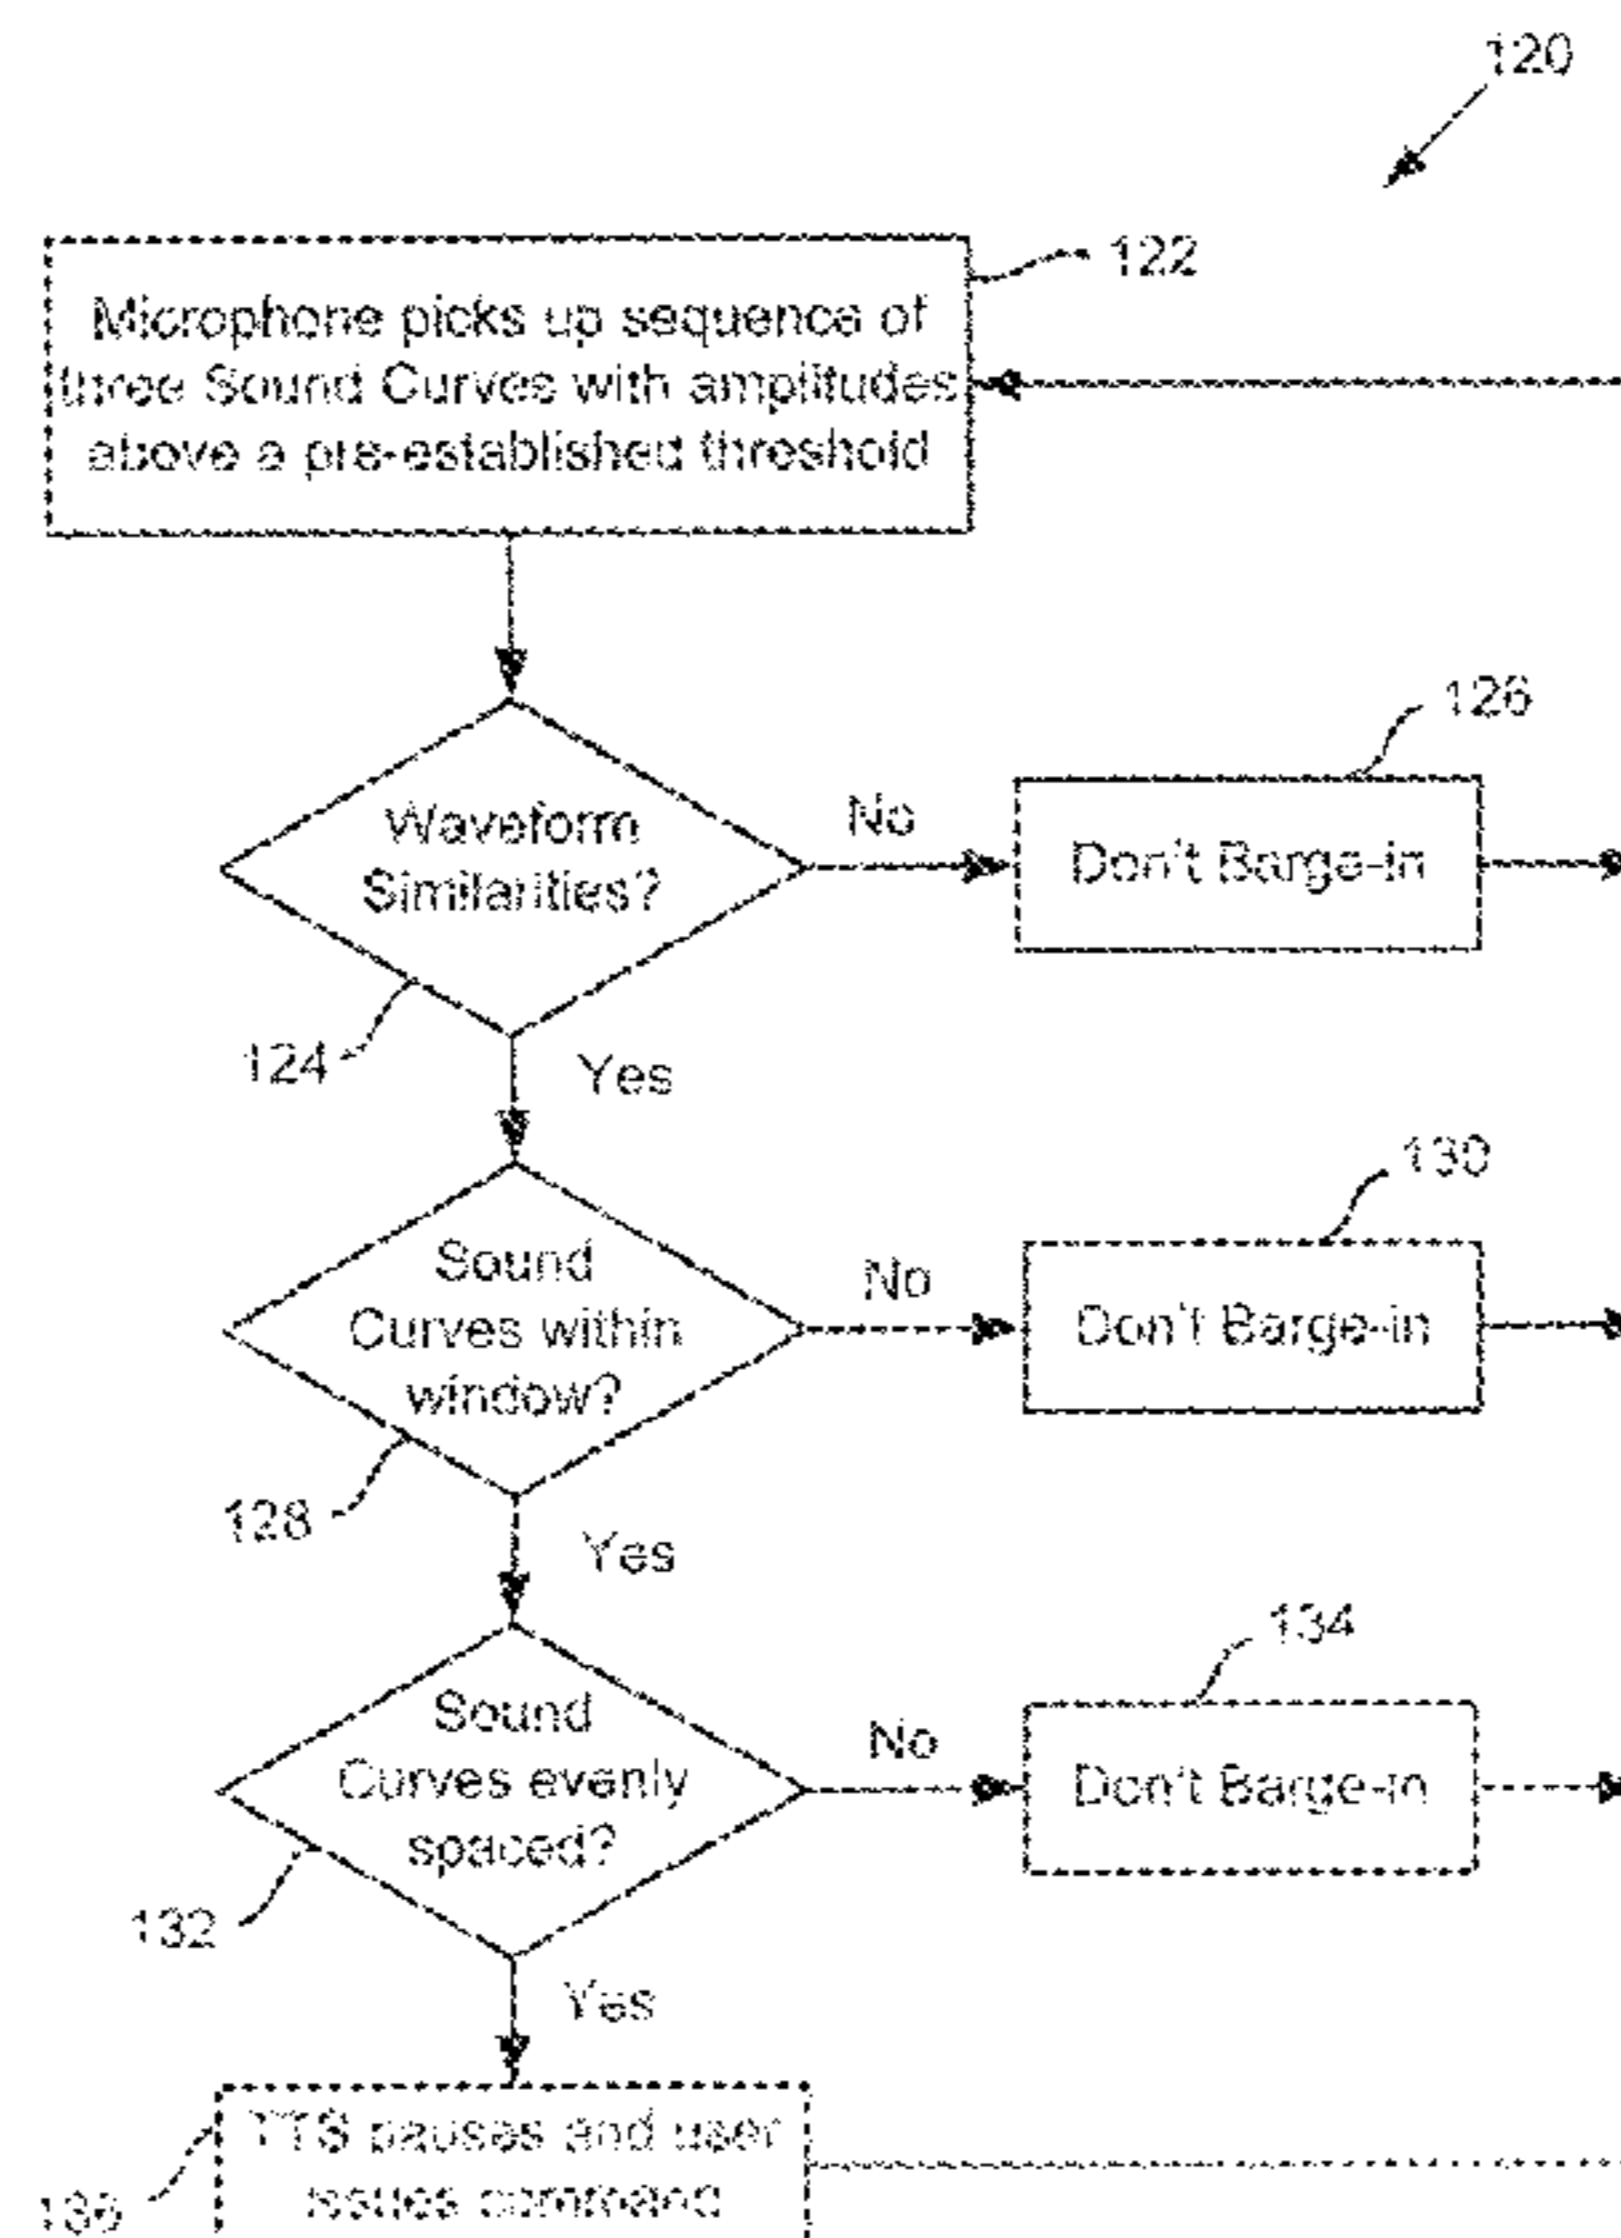 120
122
Microphone picks up sequence of
three Sound Curves with amplitudes
above a pre-established threshold
126
Waveform
Similarities?
No
Don't Barge-in
124
Yes
130
Sound
Curves within
window?
No
Don't Barge-in
128
Yes
134
Sound
Curves evenly
spaced?
No
Don't Barge-in
132
Yes
TTS pauses and user
issues command
136